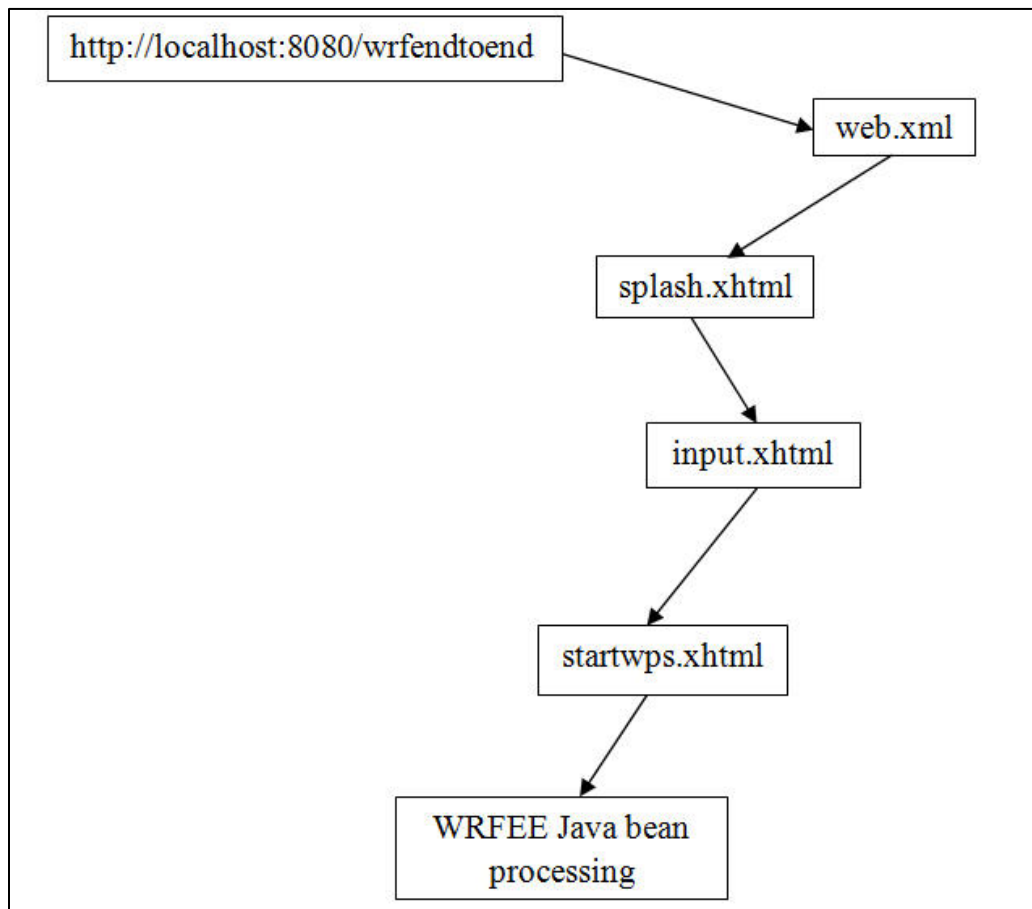 http://localhost:8080/wrfendtoend
web.xml
splash.xhtml
input.xhtml
startwps.xhtml
WRFEE Java bean
processing